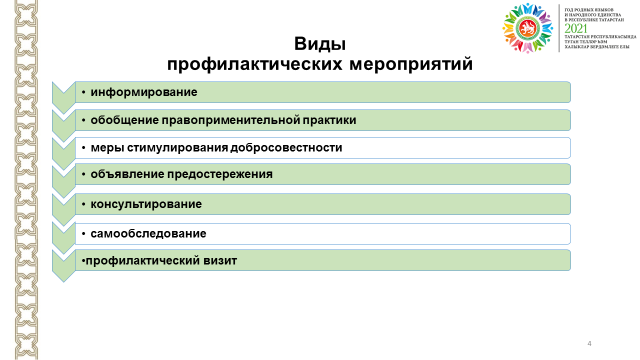 ГОД РОДНЫХ ЯЗЫКОВ
И НАРОДНОГО ЕДИНСТВА
В РЕСПУБЛИКЕ ТАТАРСТАН
2021
ТАТАРСТАН РЕСПУБЛИКАСЫНДА
ТУГАН ТЕЛЛӘР ҺӘМ
ХАЛЫКЛАР БЕРДӘМЛЕГЕ ЕЛЫ
Виды
профилактических мероприятий
• информирование
• обобщение правоприменительной практики
• меры стимулирования добросовестности
• объявление предостережения
• консультирование
• самообследование
•профилактический визит
4